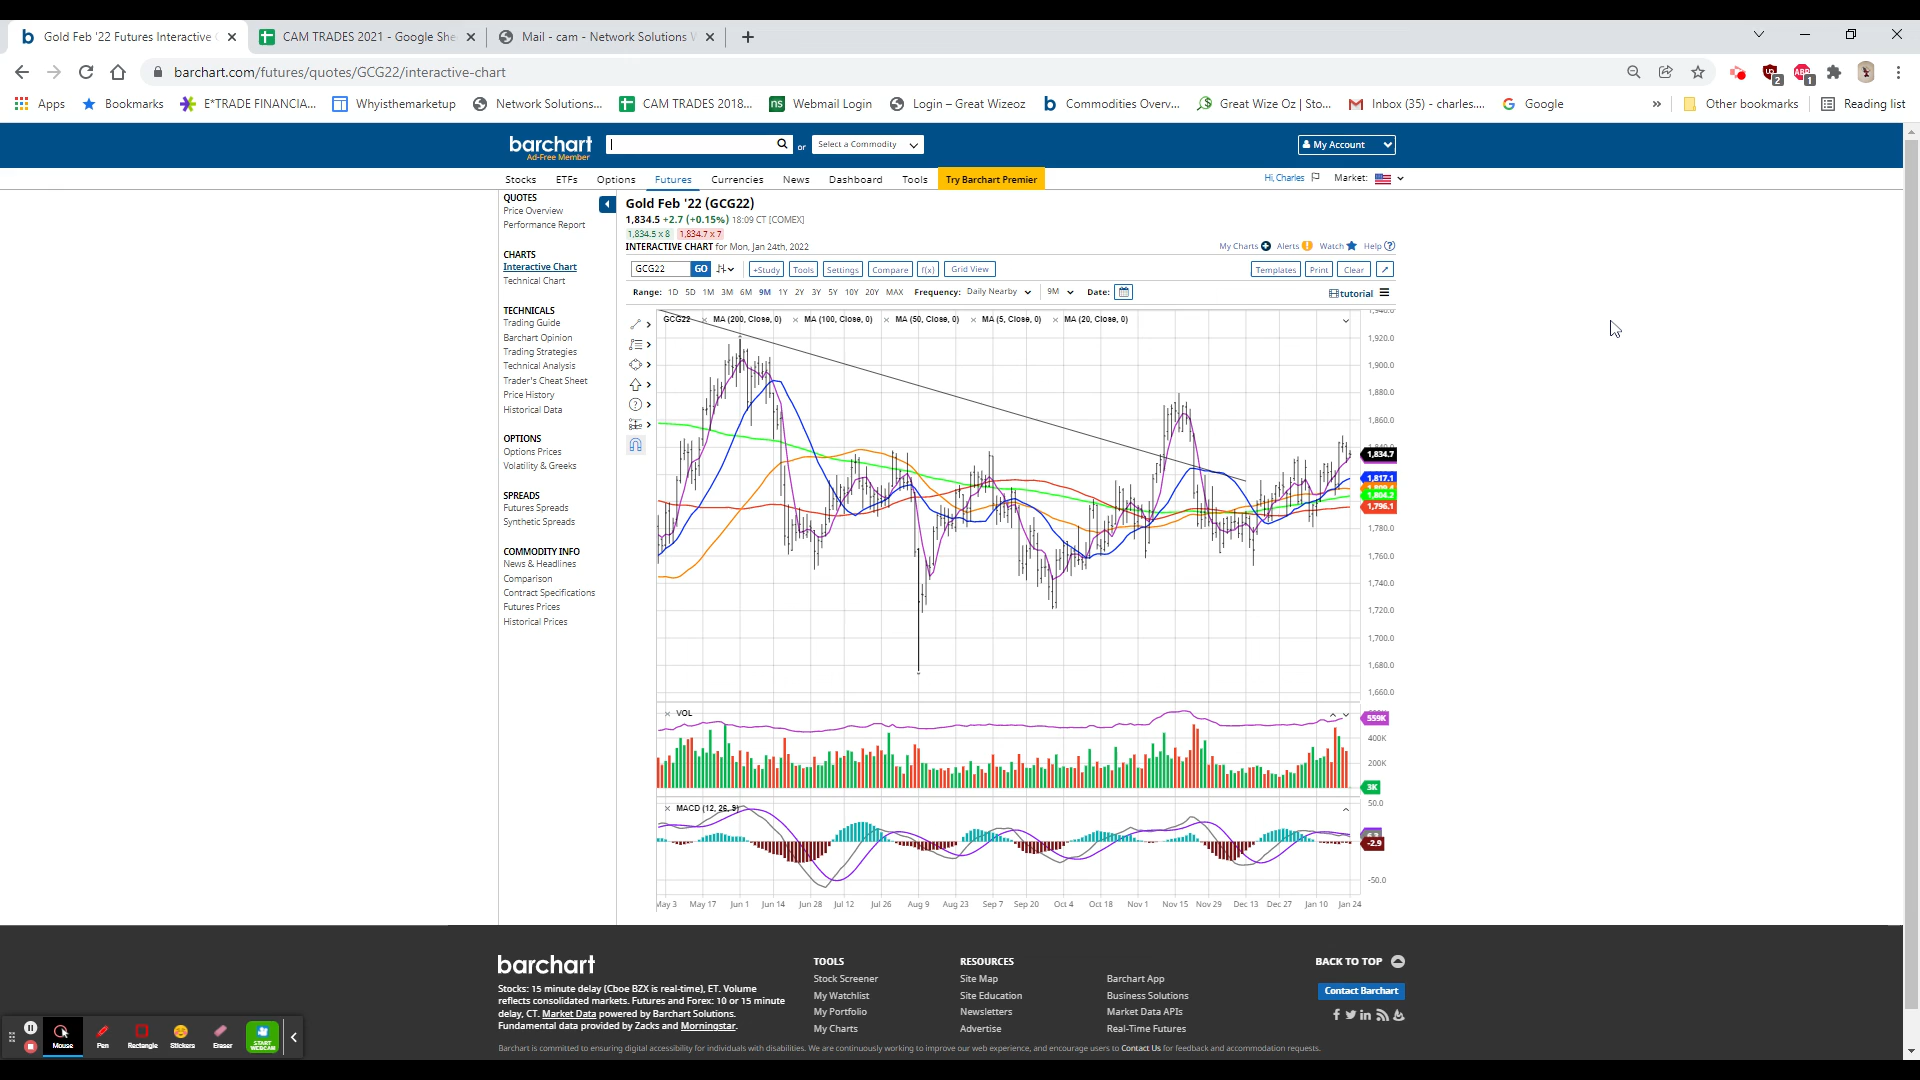 Gold Feb '22 Futures Interactive
CAM TRADES 2021 - Google She
Mail - cam - Network Solutions
barchart.com/futures/quotes/GCG22/interactive-chart
2
1
Apps
Bookmarks
E*TRADE FINANCIA...
Whyisthemarketup
Network Solutions...
CAM TRADES 2018...
ns Webmail Login
Login – Great Wizeoz
Commodities Overv...
Great Wize Oz | Sto...
Inbox (35) - charles....
Google
Other bookmarks
Reading list
barchart
Ad-Free Member
or
Select a Commodity
My Account
Stocks ETFs Options Futures Currencies News Dashboard Tools Try Barchart Premier
Hi, Charles
Market:
QUOTES
Price Overview
Performance Report
CHARTS
Interactive Chart
Technical Chart
TECHNICALS
Trading Guide
Barchart Opinion
Trading Strategies
Technical Analysis
Trader's Cheat Sheet
Price History
Historical Data
OPTIONS
Options Prices
Volatility & Greeks
SPREADS
Futures Spreads
Synthetic Spreads
COMMODITY INFO
News & Headlines
Comparison
Contract Specifications
Futures Prices
Historical Prices
Gold Feb '22 (GCG22)
1,834.5 +2.7 (+0.15%) 18:09 CT [COMEX]
1,834.5 x 8 1,834.7 x 7
INTERACTIVE CHART for Mon, Jan 24th, 2022
My Charts Alerts Watch Help
GCG22 GO +Study Tools Settings Compare f(x) Grid View
Templates Print Clear
Range: 1D 5D 1M 3M 6M 9M 1Y 2Y 3Y 5Y 10Y 20Y MAX Frequency: Daily Nearby 9M Date:
tutorial
GCG22 × MA (200, Close, 0) × MA (100, Close, 0) × MA (50, Close, 0) × MA (5, Close, 0) × MA (20, Close, 0)
1,920.0
1,900.0
1,880.0
1,860.0
1,834.7
1,817.1
1,804.2
1,796.1
1,780.0
1,760.0
1,740.0
1,720.0
1,700.0
1,680.0
1,660.0
× VOL
559K
400K
200K
3K
× MACD (12, 26, 9)
50.0
-2.9
-50.0
May 3 May 17 Jun 1 Jun 14 Jun 28 Jul 12 Jul 26 Aug 9 Aug 23 Sep 7 Sep 20 Oct 4 Oct 18 Nov 1 Nov 15 Nov 29 Dec 13 Dec 27 Jan 10 Jan 24
barchart
Stocks: 15 minute delay (Cboe BZX is real-time), ET. Volume
reflects consolidated markets. Futures and Forex: 10 or 15 minute
delay, CT. Market Data powered by Barchart Solutions.
Fundamental data provided by Zacks and Morningstar.
TOOLS
Stock Screener
My Watchlist
My Portfolio
My Charts
RESOURCES
Site Map
Site Education
Newsletters
Advertise
Barchart App
Business Solutions
Market Data APIs
Real-Time Futures
BACK TO TOP
Contact Barchart
Barchart is committed to ensuring digital accessibility for individuals with disabilities. We are continuously working to improve our web experience, and encourage users to Contact Us for feedback and accommodation requests.
Mouse
Pen
Rectangle
Stickers
Eraser
START
WEBCAM